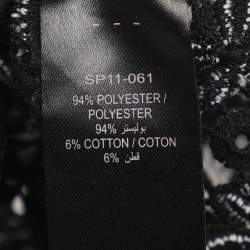 SP11-061
94% POLYESTER /
POLYESTER
94% بوليستر
6% COTTON / COTON
6% قطن